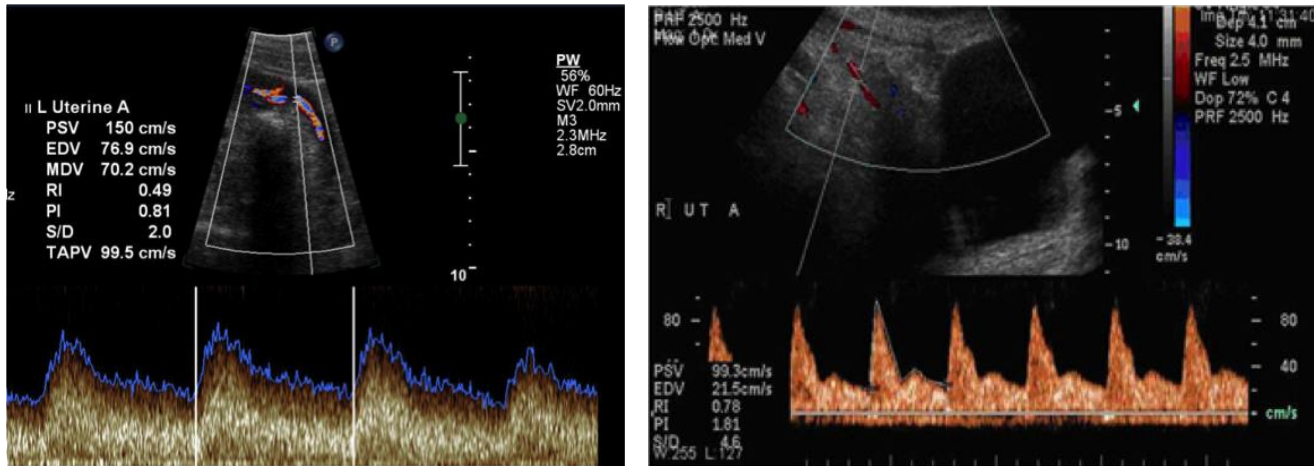 P
PW
56%
WF 60Hz
SV2.0mm
M3
2.3MHz
2.8cm
L Uterine A
PSV 150 cm/s
EDV 76.9 cm/s
MDV 70.2 cm/s
RI 0.49
PI 0.81
S/D 2.0
TAPV 99.5 cm/s
10
PRF 2500 Hz
Flow Opt: Med V
11:31:40
Dep 4.1 cm
Size 4.0 mm
Freq 2.5 MHz
WF Low
Dop 72% C 4
PRF 2500 Hz
5
R UT A
10
- 38.4
cm/s
80
80
40
cm/s
PSV 99.3cm/s
EDV 21.5cm/s
RI 0.78
PI 1.81
S/D 4.6
W:255 L:127